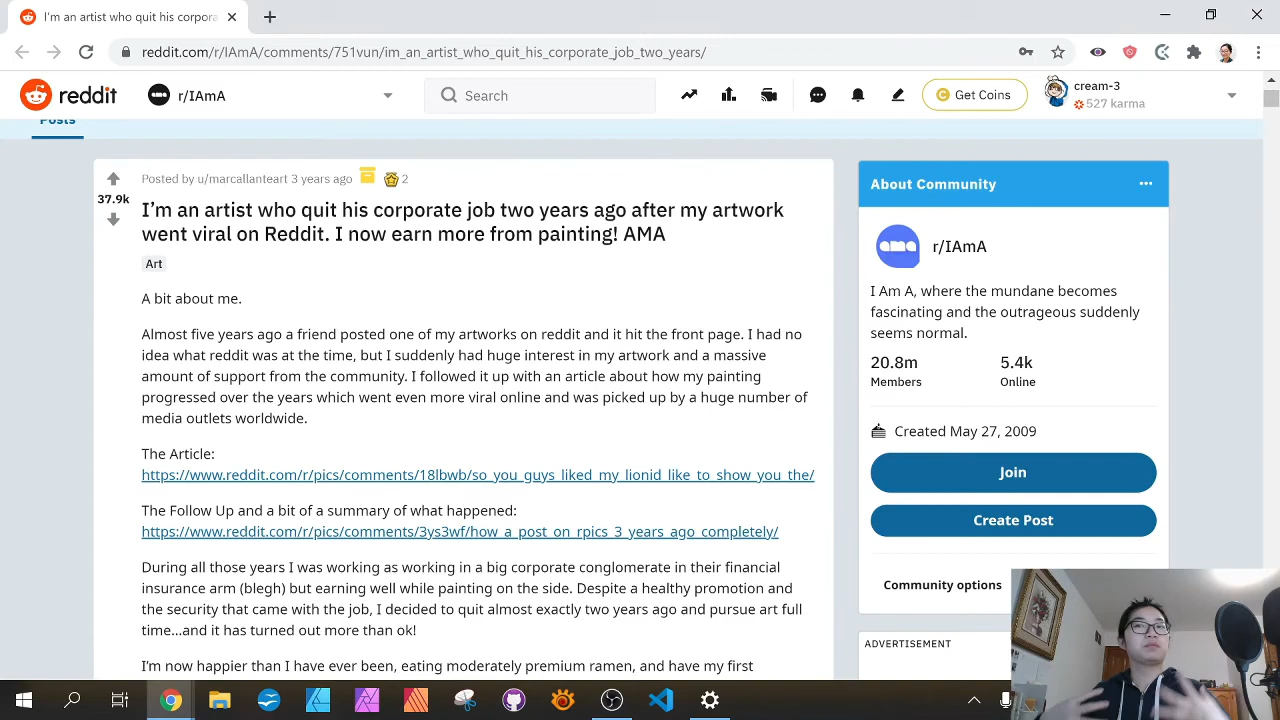 I'm an artist who quit his corpora
reddit.com/r/IAmA/comments/751vun/im_an_artist_who_quit_his_corporate_job_two_years/
reddit
r/IAmA
Search
Get Coins
cream-3
527 karma
Posts
37.9k
Posted by u/marcallanteart 3 years ago
2
I'm an artist who quit his corporate job two years ago after my artwork
went viral on Reddit. I now earn more from painting! AMA
Art
A bit about me.
Almost five years ago a friend posted one of my artworks on reddit and it hit the front page. I had no
idea what reddit was at the time, but I suddenly had huge interest in my artwork and a massive
amount of support from the community. I followed it up with an article about how my painting
progressed over the years which went even more viral online and was picked up by a huge number of
media outlets worldwide.
The Article:
https://www.reddit.com/r/pics/comments/18lbwb/so_you_guys_liked_my_lionid_like_to_show_you_the/
The Follow Up and a bit of a summary of what happened:
https://www.reddit.com/r/pics/comments/3ys3wf/how_a_post_on_rpics_3_years_ago_completely/
During all those years I was working as working in a big corporate conglomerate in their financial
insurance arm (blegh) but earning well while painting on the side. Despite a healthy promotion and
the security that came with the job, I decided to quit almost exactly two years ago and pursue art full
time...and it has turned out more than ok!
I'm now happier than I have ever been, eating moderately premium ramen, and have my first
About Community
ama
r/IAmA
I Am A, where the mundane becomes
fascinating and the outrageous suddenly
seems normal.
20.8m
5.4k
Members
Online
Created May 27, 2009
Join
Create Post
Community options
ADVERTISEMENT